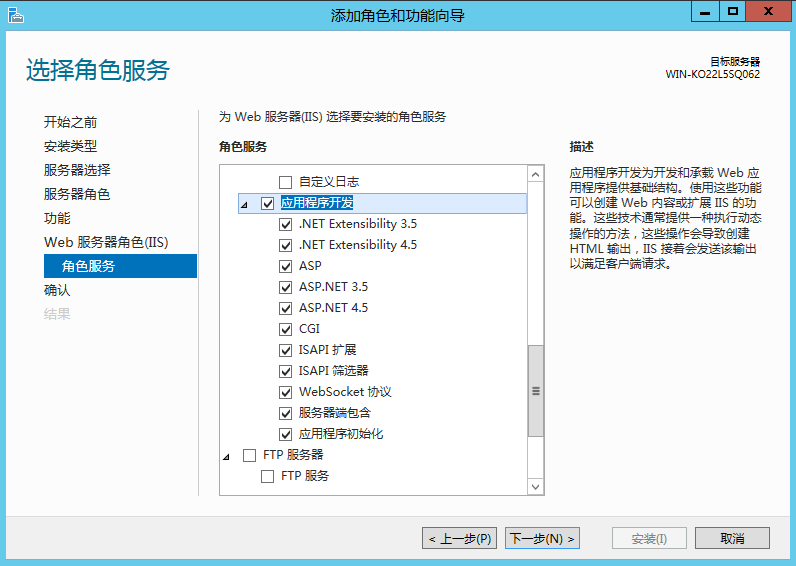 添加角色和功能向导
选择角色服务
目标服务器
WIN-KO22L5SQ062
开始之前
安装类型
服务器选择
服务器角色
功能
Web 服务器角色(IIS)
角色服务
确认
结果
为 Web 服务器(IIS) 选择要安装的角色服务
角色服务
自定义日志
应用程序开发
.NET Extensibility 3.5
.NET Extensibility 4.5
ASP
ASP.NET 3.5
ASP.NET 4.5
CGI
ISAPI 扩展
ISAPI 筛选器
WebSocket 协议
服务器端包含
应用程序初始化
FTP 服务器
FTP 服务
描述
应用程序开发为开发和承载 Web 应
用程序提供基础结构。使用这些功能
可以创建 Web 内容或扩展 IIS 的功
能。这些技术通常提供一种执行动态
操作的方法，这些操作会导致创建
HTML 输出，IIS 接着会发送该输出
以满足客户端请求。
< 上一步(P)
下一步(N) >
安装(I)
取消